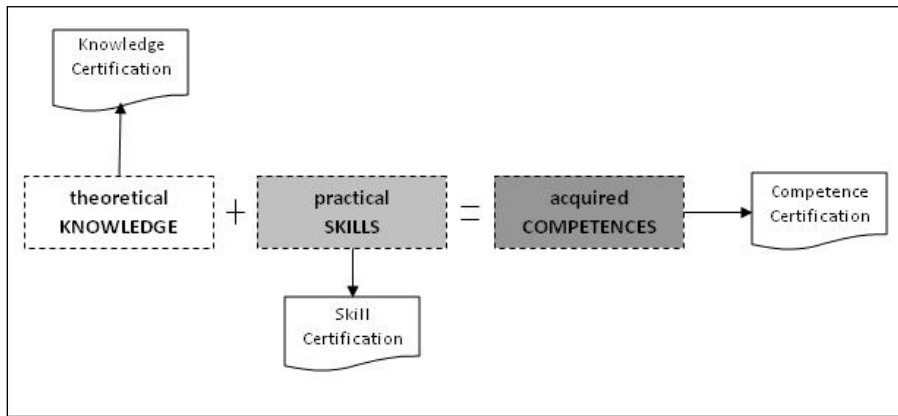 Knowledge
Certification
theoretical
KNOWLEDGE
+
practical
SKILLS
=
acquired
COMPETENCES
Competence
Certification
Skill
Certification